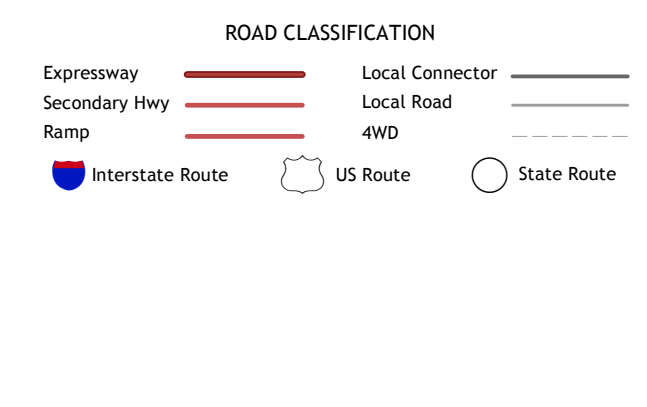 ROAD CLASSIFICATION
Expressway
Local Connector
Secondary Hwy
Local Road
Ramp
4WD
Interstate Route
US Route
State Route